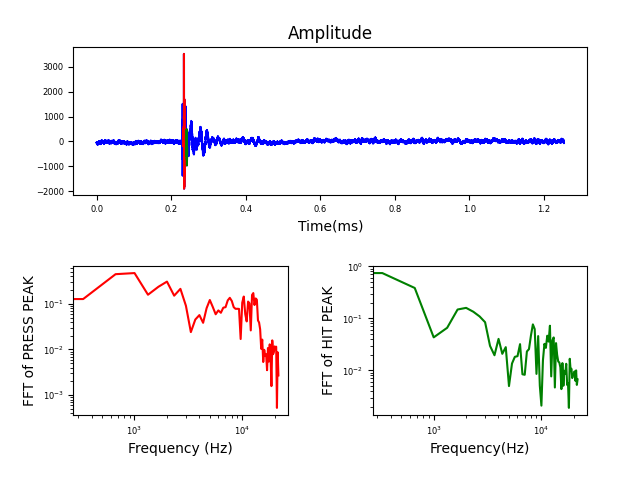 Amplitude
3000
2000
1000
0
−1000
−2000
0.0 0.2 0.4 0.6 0.8 1.0 1.2
Time(ms)
FFT of PRESS PEAK
10⁻¹
10⁻²
10⁻³
10³ 10⁴
Frequency (Hz)
FFT of HIT PEAK
10⁰
10⁻¹
10⁻²
10³ 10⁴
Frequency(Hz)